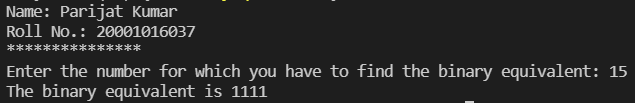 Name: Parijat Kumar
Roll No.: 20001016037
***************
Enter the number for which you have to find the binary equivalent: 15
The binary equivalent is 1111